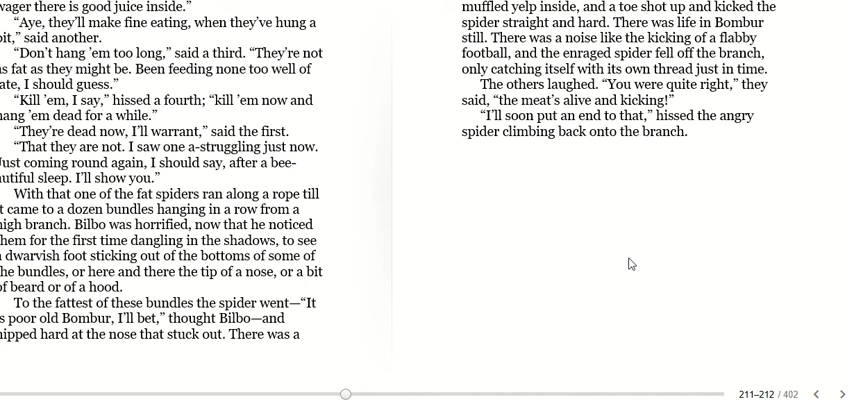 wager there is good juice inside.”
“Aye, they’ll make fine eating, when they’ve hung a
bit,” said another.
“Don’t hang ’em too long,” said a third. “They’re not
as fat as they might be. Been feeding none too well of
late, I should guess.”
“Kill ’em, I say,” hissed a fourth; “kill ’em now and
hang ’em dead for a while.”
“They’re dead now, I’ll warrant,” said the first.
“That they are not. I saw one a-struggling just now.
Just coming round again, I should say, after a bee-
autiful sleep. I’ll show you.”
With that one of the fat spiders ran along a rope till
it came to a dozen bundles hanging in a row from a
high branch. Bilbo was horrified, now that he noticed
them for the first time dangling in the shadows, to see
a dwarvish foot sticking out of the bottoms of some of
the bundles, or here and there the tip of a nose, or a bit
of beard or of a hood.
To the fattest of these bundles the spider went—“It
is poor old Bombur, I’ll bet,” thought Bilbo—and
nipped hard at the nose that stuck out. There was a
muffled yelp inside, and a toe shot up and kicked the
spider straight and hard. There was life in Bombur
still. There was a noise like the kicking of a flabby
football, and the enraged spider fell off the branch,
only catching itself with its own thread just in time.
The others laughed. “You were quite right,” they
said, “the meat’s alive and kicking!”
“I’ll soon put an end to that,” hissed the angry
spider climbing back onto the branch.
211–212 / 402